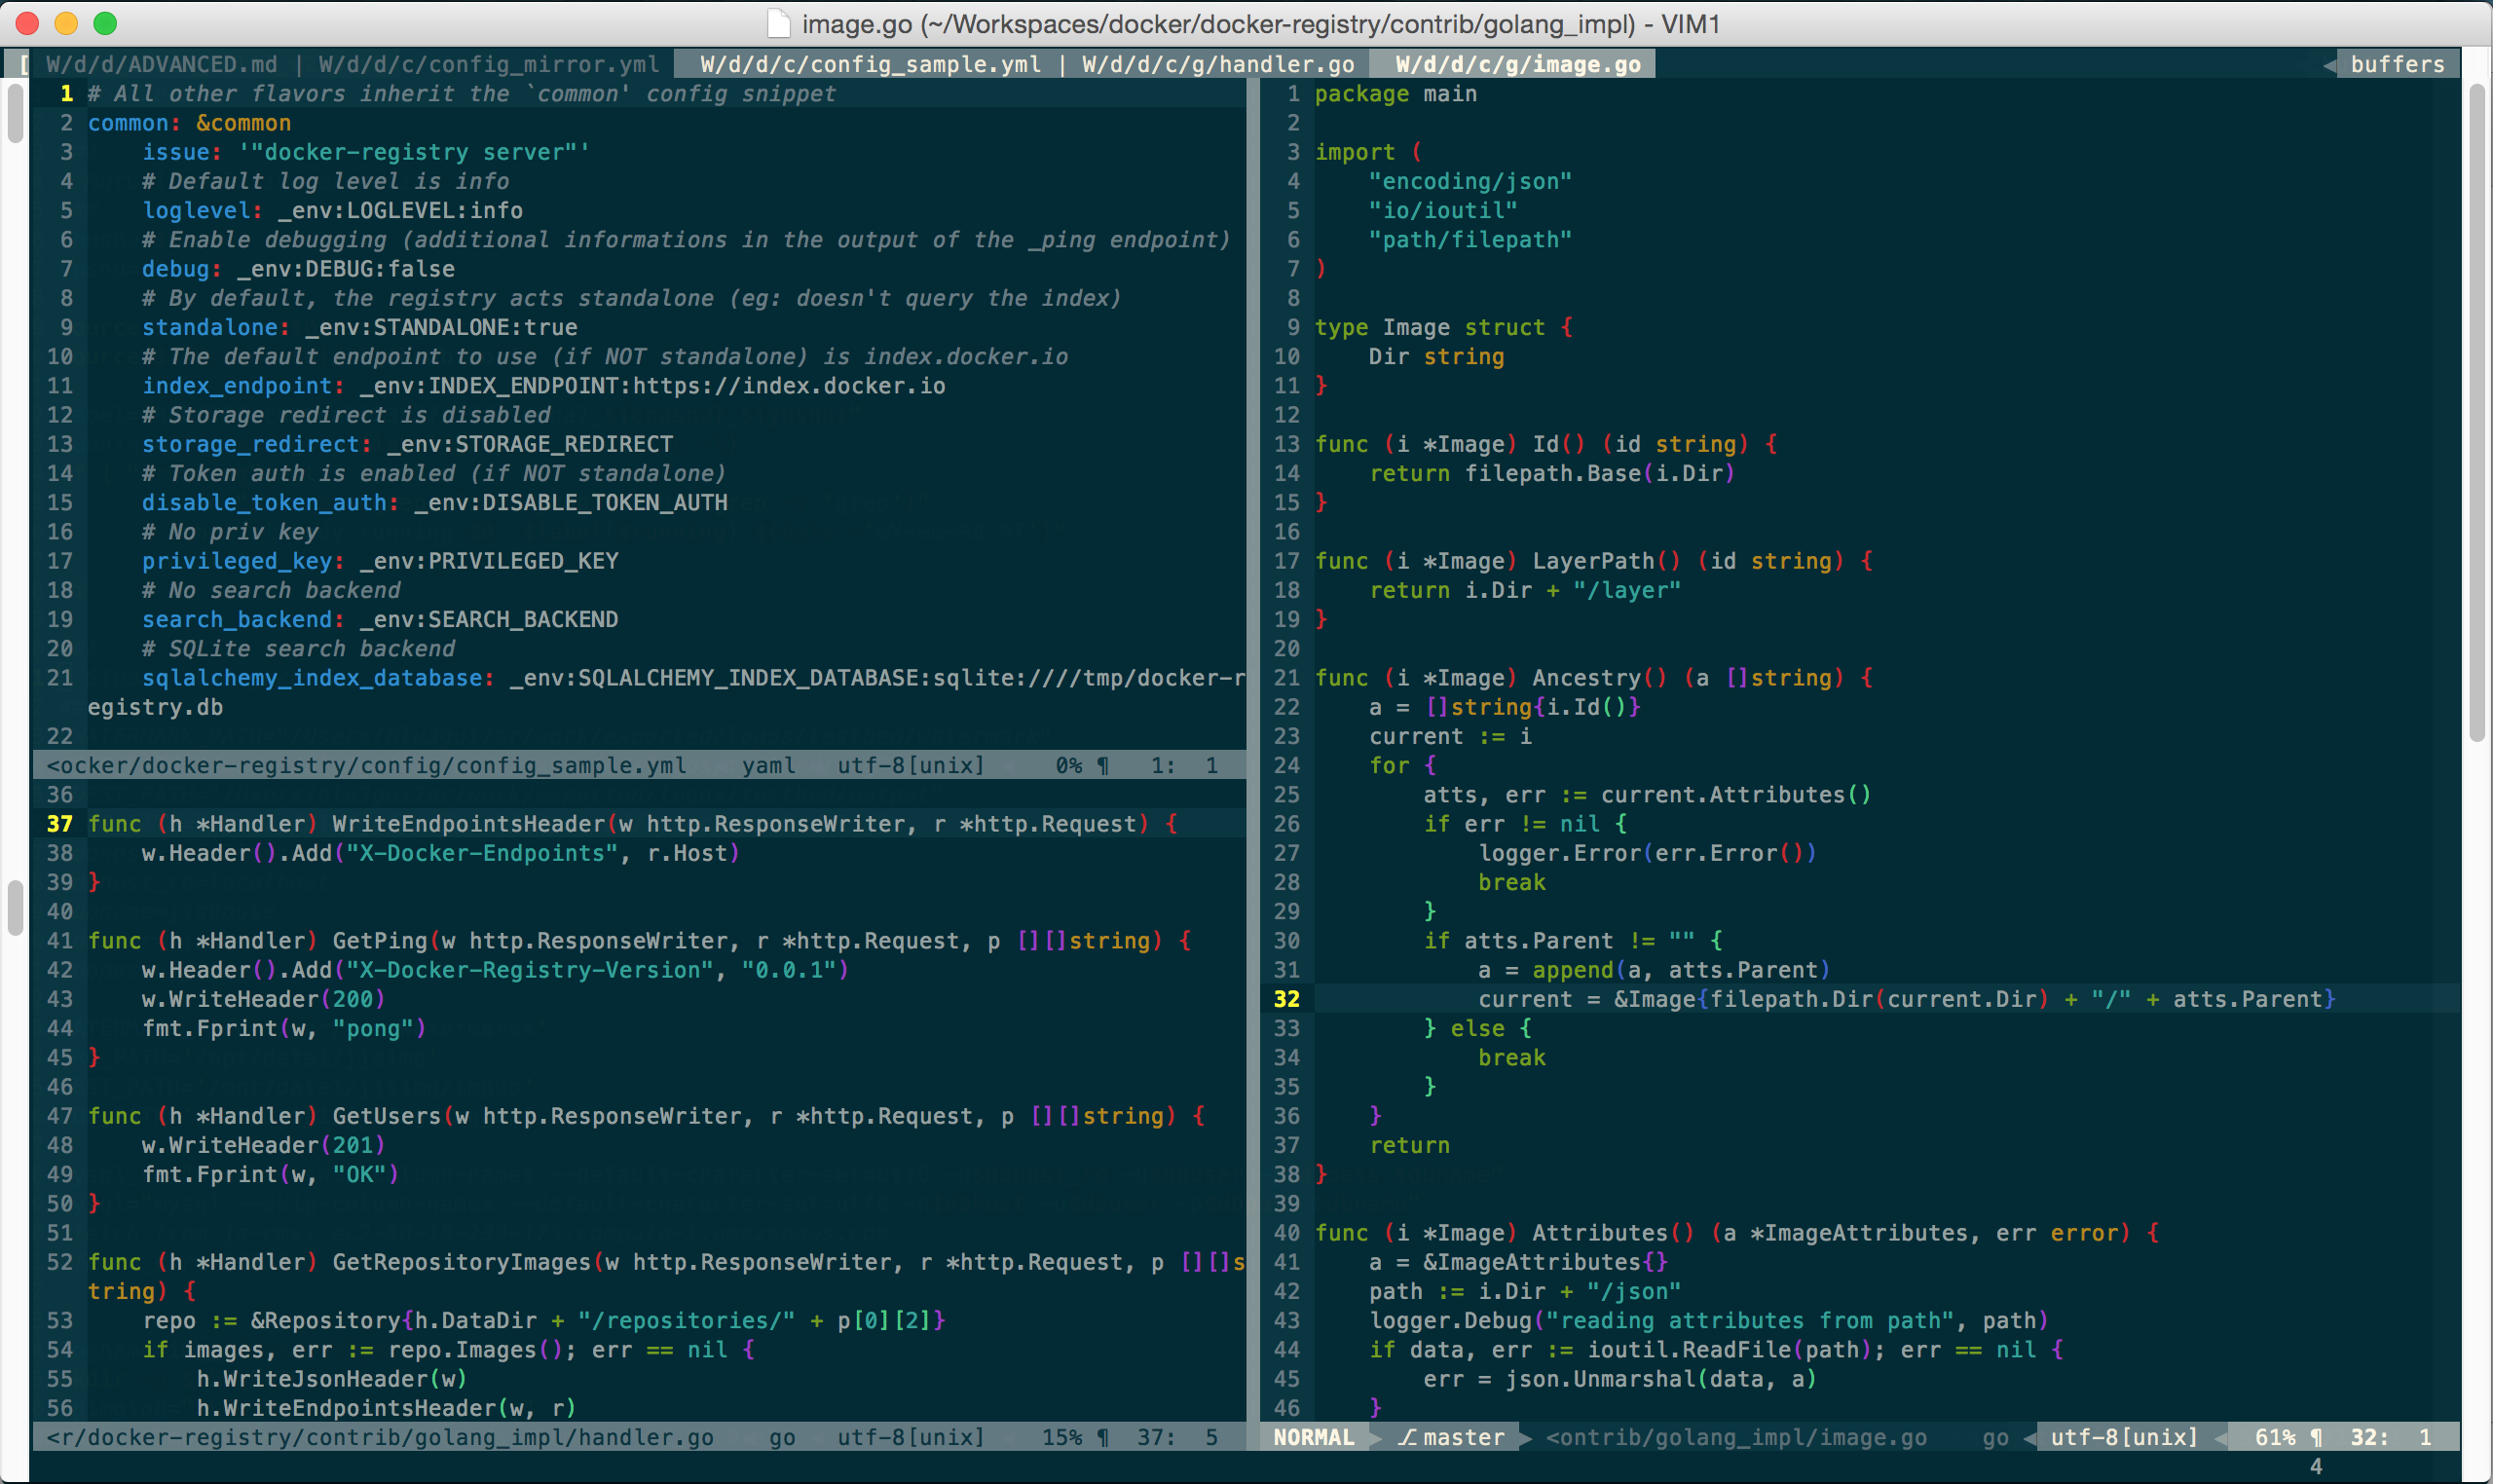 image.go (~/Workspaces/docker/docker-registry/contrib/golang_impl) - VIM1
[ W/d/d/ADVANCED.md | W/d/d/c/config_mirror.yml W/d/d/c/config_sample.yml | W/d/d/c/g/handler.go W/d/d/c/g/image.go buffers
1 # All other flavors inherit the `common' config snippet
2 common: &common
3     issue: '"docker-registry server"'
4     # Default log level is info
5     loglevel: _env:LOGLEVEL:info
6     # Enable debugging (additional informations in the output of the _ping endpoint)
7     debug: _env:DEBUG:false
8     # By default, the registry acts standalone (eg: doesn't query the index)
9     standalone: _env:STANDALONE:true
10     # The default endpoint to use (if NOT standalone) is index.docker.io
11     index_endpoint: _env:INDEX_ENDPOINT:https://index.docker.io
12     # Storage redirect is disabled
13     storage_redirect: _env:STORAGE_REDIRECT
14     # Token auth is enabled (if NOT standalone)
15     disable_token_auth: _env:DISABLE_TOKEN_AUTH
16     # No priv key
17     privileged_key: _env:PRIVILEGED_KEY
18     # No search backend
19     search_backend: _env:SEARCH_BACKEND
20     # SQLite search backend
21     sqlalchemy_index_database: _env:SQLALCHEMY_INDEX_DATABASE:sqlite:////tmp/docker-r
egistry.db
22
<ocker/docker-registry/config/config_sample.yml yaml utf-8[unix] 0% ¶ 1: 1
36
37 func (h *Handler) WriteEndpointsHeader(w http.ResponseWriter, r *http.Request) {
38     w.Header().Add("X-Docker-Endpoints", r.Host)
39 }
40
41 func (h *Handler) GetPing(w http.ResponseWriter, r *http.Request, p [][]string) {
42     w.Header().Add("X-Docker-Registry-Version", "0.0.1")
43     w.WriteHeader(200)
44     fmt.Fprint(w, "pong")
45 }
46
47 func (h *Handler) GetUsers(w http.ResponseWriter, r *http.Request, p [][]string) {
48     w.WriteHeader(201)
49     fmt.Fprint(w, "OK")
50 }
51
52 func (h *Handler) GetRepositoryImages(w http.ResponseWriter, r *http.Request, p [][]s
tring) {
53     repo := &Repository{h.DataDir + "/repositories/" + p[0][2]}
54     if images, err := repo.Images(); err == nil {
55         h.WriteJsonHeader(w)
56         h.WriteEndpointsHeader(w, r)
<r/docker-registry/contrib/golang_impl/handler.go go utf-8[unix] 15% ¶ 37: 5
1 package main
2
3 import (
4     "encoding/json"
5     "io/ioutil"
6     "path/filepath"
7 )
8
9 type Image struct {
10     Dir string
11 }
12
13 func (i *Image) Id() (id string) {
14     return filepath.Base(i.Dir)
15 }
16
17 func (i *Image) LayerPath() (id string) {
18     return i.Dir + "/layer"
19 }
20
21 func (i *Image) Ancestry() (a []string) {
22     a = []string{i.Id()}
23     current := i
24     for {
25         atts, err := current.Attributes()
26         if err != nil {
27             logger.Error(err.Error())
28             break
29         }
30         if atts.Parent != "" {
31             a = append(a, atts.Parent)
32             current = &Image{filepath.Dir(current.Dir) + "/" + atts.Parent}
33         } else {
34             break
35         }
36     }
37     return
38 }
39
40 func (i *Image) Attributes() (a *ImageAttributes, err error) {
41     a = &ImageAttributes{}
42     path := i.Dir + "/json"
43     logger.Debug("reading attributes from path", path)
44     if data, err := ioutil.ReadFile(path); err == nil {
45         err = json.Unmarshal(data, a)
46     }
NORMAL master <ontrib/golang_impl/image.go go utf-8[unix] 61% ¶ 32: 1
4